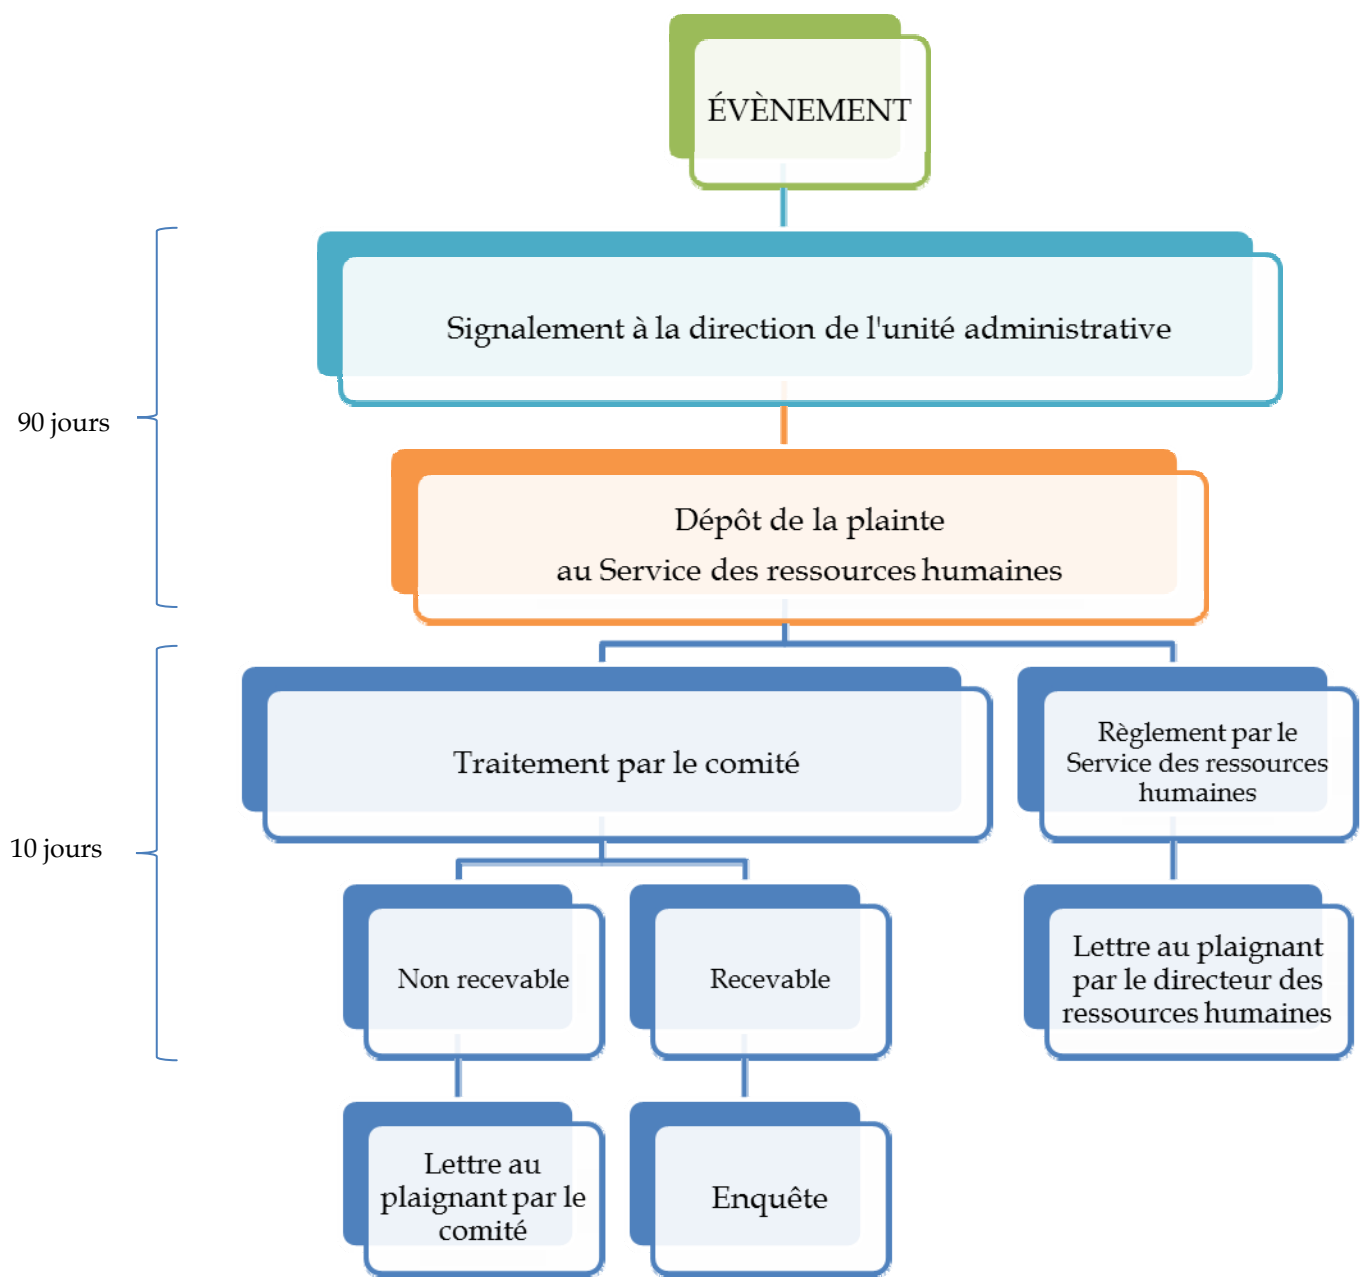 ÉVÈNEMENT
Signalement à la direction de l'unité administrative
90 jours
Dépôt de la plainte
au Service des ressources humaines
Traitement par le comité
Règlement par le
Service des ressources
humaines
10 jours
Non recevable
Recevable
Lettre au plaignant
par le directeur des
ressources humaines
Lettre au
plaignant par le
comité
Enquête